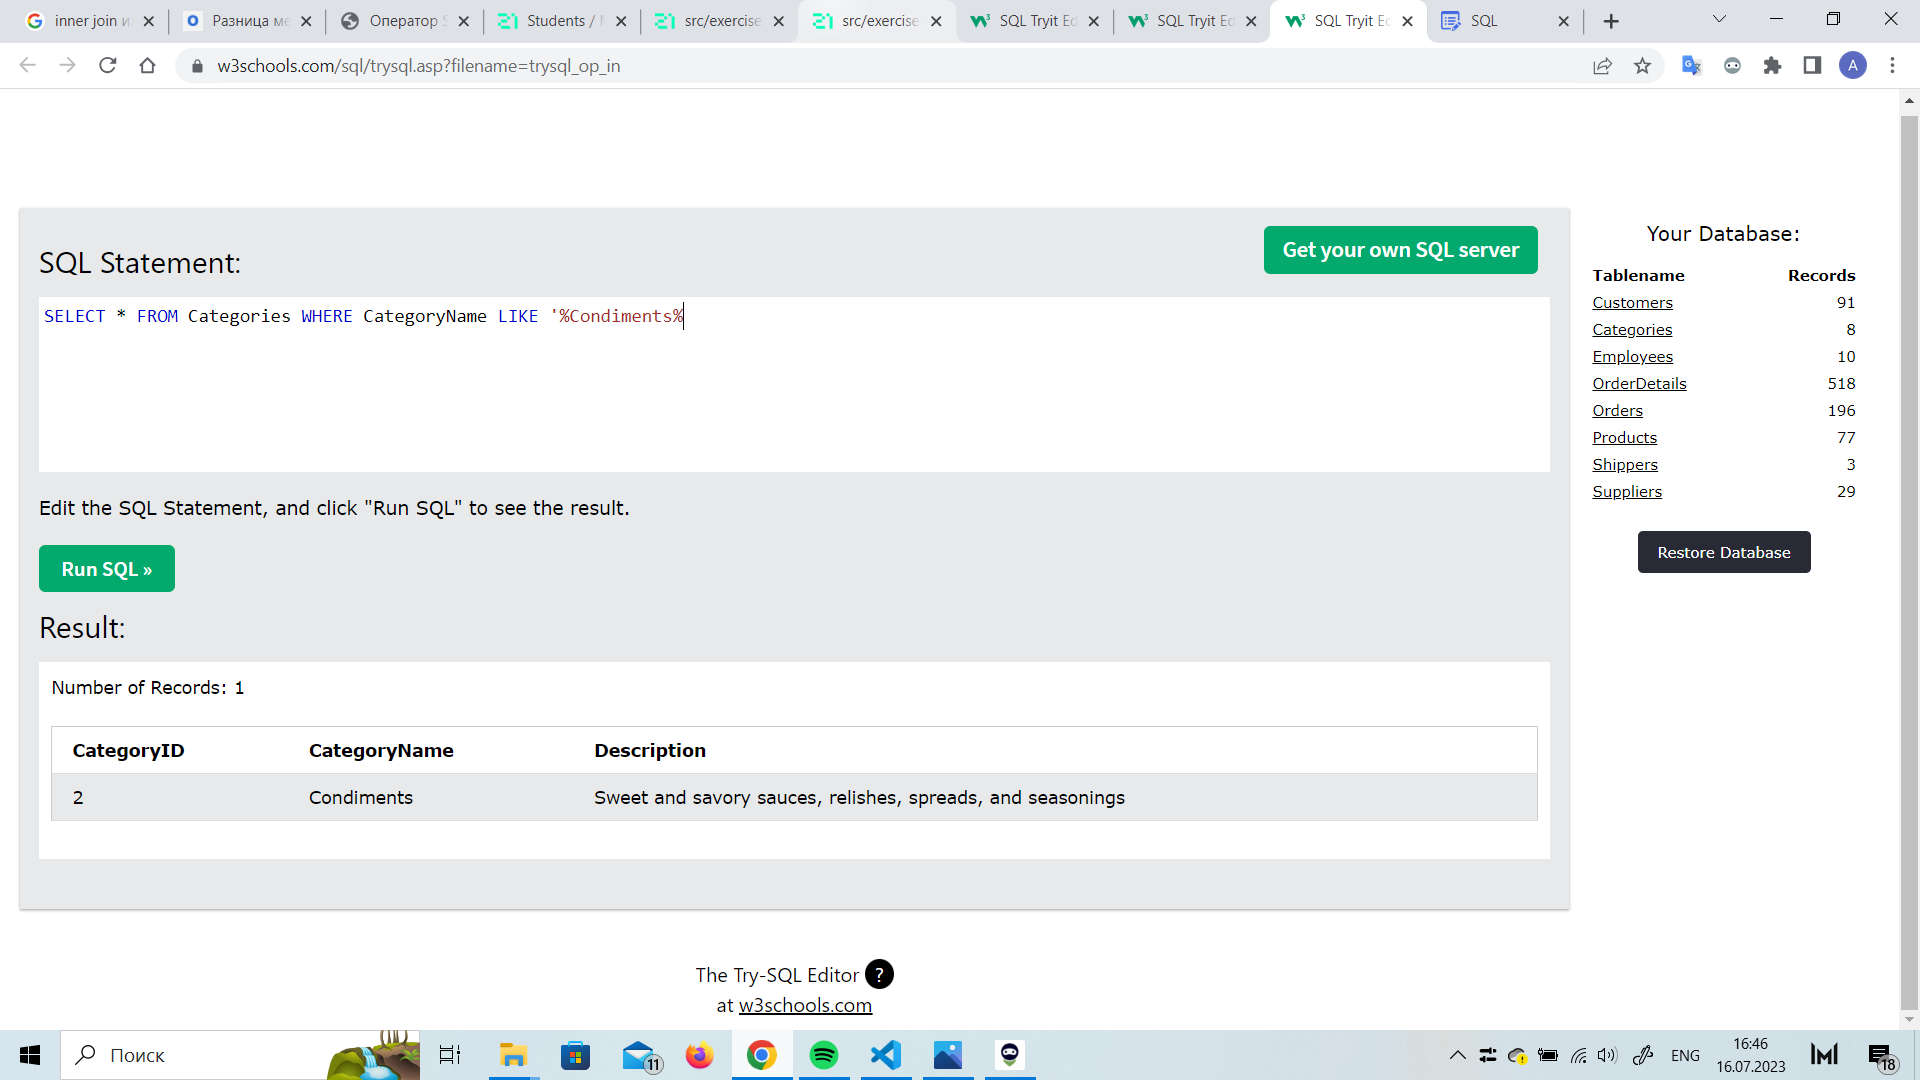 inner join и
Разница ме
Оператор S
Students /
src/exercise
src/exercise
SQL Tryit Ed
SQL Tryit Ed
SQL Tryit Ed
SQL
w3schools.com/sql/trysql.asp?filename=trysql_op_in
A
SQL Statement:
Get your own SQL server
SELECT * FROM Categories WHERE CategoryName LIKE '%Condiments%
Edit the SQL Statement, and click "Run SQL" to see the result.
Run SQL »
Result:
Number of Records: 1
CategoryID CategoryName Description
2 Condiments Sweet and savory sauces, relishes, spreads, and seasonings
Your Database:
Tablename Records
Customers 91
Categories 8
Employees 10
OrderDetails 518
Orders 196
Products 77
Shippers 3
Suppliers 29
Restore Database
The Try-SQL Editor ?
at w3schools.com
Поиск
11
ENG
16:46
16.07.2023
18